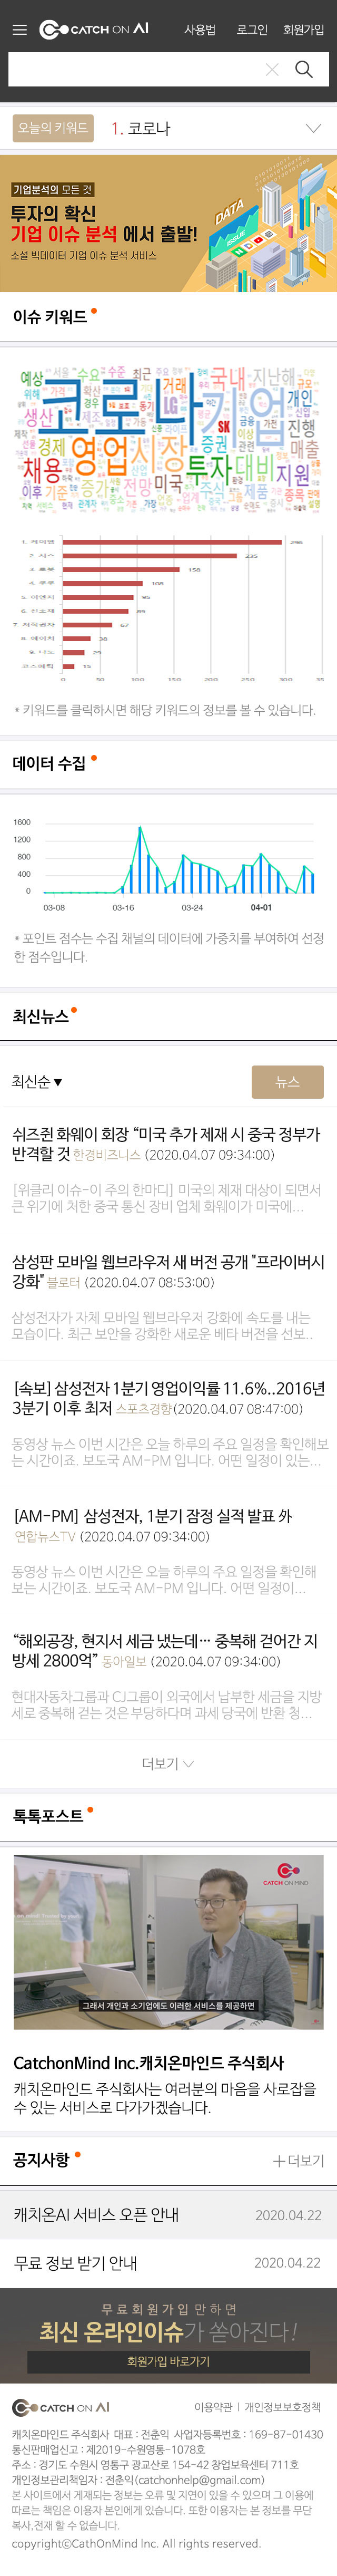 CATCH ON AI
사용법 로그인 회원가입
오늘의 키워드 1. 코로나
기업분석의 모든 것
투자의 확신
기업 이슈 분석 에서 출발!
소셜 빅데이터 기업 이슈 분석 서비스
DATA
ISSUE
이슈 키워드
예상 서울 수요 수준 최근 거래 국내 지난해 규모
위해 가격 확산 LG 개인
생산 코로나 기업 SK 금융 진행
경제 영업 시장 증권 매출
채용 투자 대비 지원
이후 기준 증가 전망 미국 주식 제품 종목 판매
296
235
158
108
95
89
67
38
29
15
0 50 100 150 200 250 300 35
* 키워드를 클릭하시면 해당 키워드의 정보를 볼 수 있습니다.
데이터 수집
1600
1200
800
400
0
03-08 03-16 03-24 04-01
* 포인트 점수는 수집 채널의 데이터에 가중치를 부여하여 선정
한 점수입니다.
최신뉴스
최신순▼ 뉴스
쉬즈쥔 화웨이 회장 “미국 추가 제재 시 중국 정부가
반격할 것 한경비즈니스 (2020.04.07 09:34:00)
[위클리 이슈-이 주의 한마디] 미국의 제재 대상이 되면서
큰 위기에 처한 중국 통신 장비 업체 화웨이가 미국에...
삼성판 모바일 웹브라우저 새 버전 공개 "프라이버시
강화" 블로터 (2020.04.07 08:53:00)
삼성전자가 자체 모바일 웹브라우저 강화에 속도를 내는
모습이다. 최근 보안을 강화한 새로운 베타 버전을 선보..
[속보] 삼성전자 1분기 영업이익률 11.6%..2016년
3분기 이후 최저 스포츠경향(2020.04.07 08:47:00)
동영상 뉴스 이번 시간은 오늘 하루의 주요 일정을 확인해보
는 시간이죠. 보도국 AM-PM 입니다. 어떤 일정이 있는...
[AM-PM] 삼성전자, 1분기 잠정 실적 발표 外
연합뉴스TV (2020.04.07 09:34:00)
동영상 뉴스 이번 시간은 오늘 하루의 주요 일정을 확인해
보는 시간이죠. 보도국 AM-PM 입니다. 어떤 일정이...
“해외공장, 현지서 세금 냈는데… 중복해 걷어간 지
방세 2800억” 동아일보 (2020.04.07 09:34:00)
현대자동차그룹과 CJ그룹이 외국에서 납부한 세금을 지방
세로 중복해 걷는 것은 부당하다며 과세 당국에 반환 청...
더보기
톡톡포스트
CATCH ON MIND
그래서 개인과 소기업에도 이러한 서비스를 제공하면
CatchonMind Inc.캐치온마인드 주식회사
캐치온마인드 주식회사는 여러분의 마음을 사로잡을
수 있는 서비스로 다가가겠습니다.
공지사항 +더보기
캐치온AI 서비스 오픈 안내 2020.04.22
무료 정보 받기 안내 2020.04.22
무료회원가입 만하면
최신 온라인이슈가 쏟아진다!
회원가입 바로가기
CATCH ON AI 이용약관 | 개인정보보호정책
캐치온마인드 주식회사 대표 : 전춘익 사업자등록번호 : 169-87-01430
통신판매업신고 : 제2019-수원영통-1078호
주소 : 경기도 수원시 영통구 광교산로 154-42 창업보육센터 711호
개인정보관리책임자 : 전춘익(catchonhelp@gmail.com)
본 사이트에서 게재되는 정보는 오류 및 지연이 있을 수 있으며 그 이용에
따르는 책임은 이용자 본인에게 있습니다. 또한 이용자는 본 정보를 무단
복사,전재 할 수 없습니다.
copyrightⓒCathOnMind Inc. All rights reserved.